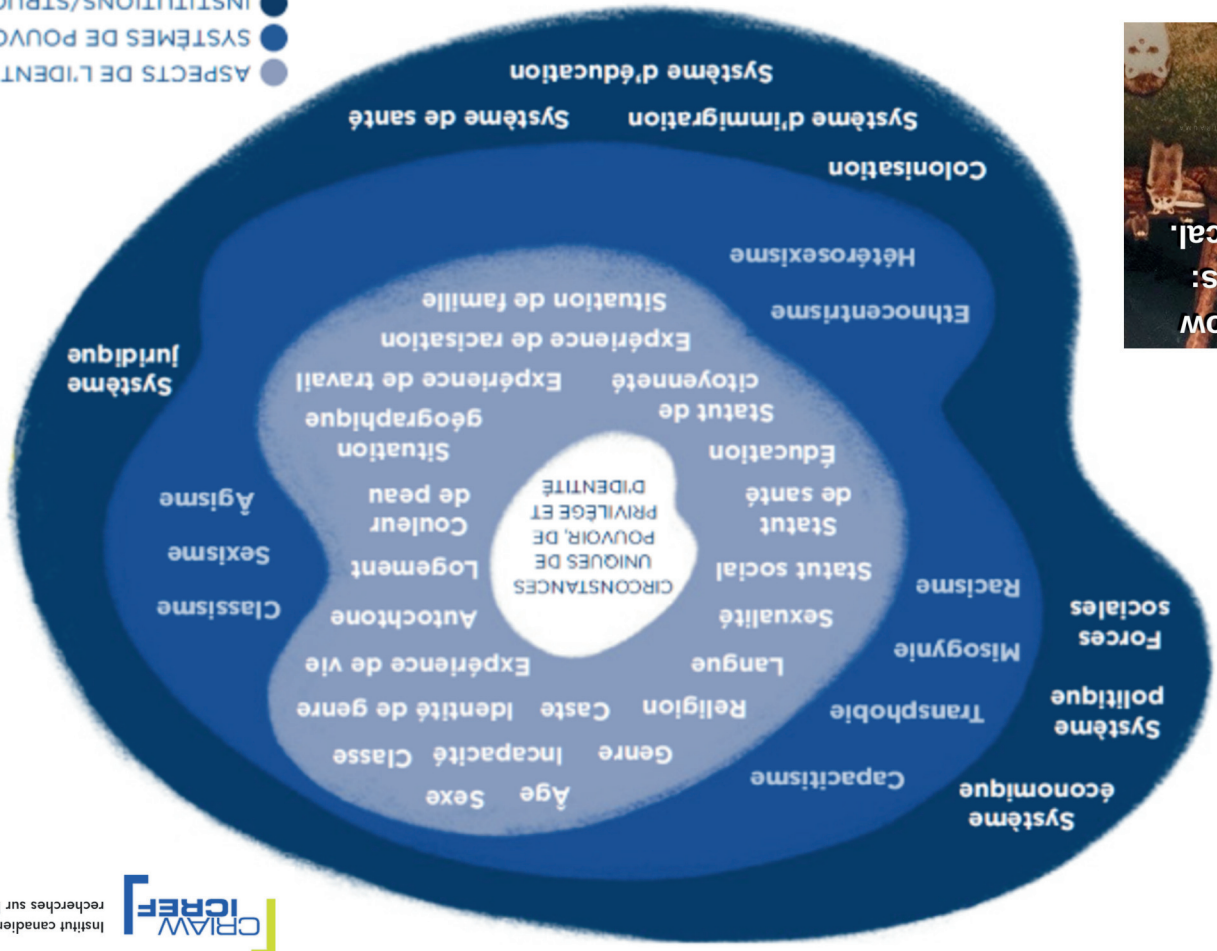 CRIAW
ICREF
Institut canadien
recherches sur
Âge Sexe
Genre Incapacité Classe
Religion Caste Identité de genre
Langue Expérience de vie
Sexualité Autochtone
Statut social Logement
Statut
de santé
Couleur
de peau
Éducation
Situation
géographique
Statut de
citoyenneté
Expérience de travail
Expérience de racisation
Situation de famille
CIRCONSTANCES
UNIQUES DE
POUVOIR, DE
PRIVILÈGE ET
D'IDENTITÉ
Capacitisme
Transphobie
Misogynie
Racisme
Classisme
Sexisme
Âgisme
Ethnocentrisme
Hétérosexisme
Système
économique
Système
politique
Forces
sociales
Système
juridique
Colonisation
Système d'immigration Système de santé
Système d'éducation
ASPECTS DE L'IDENT
SYSTÈMES DE POUVO
INSTITUTIONS/STRUC
ow
s:
cal.